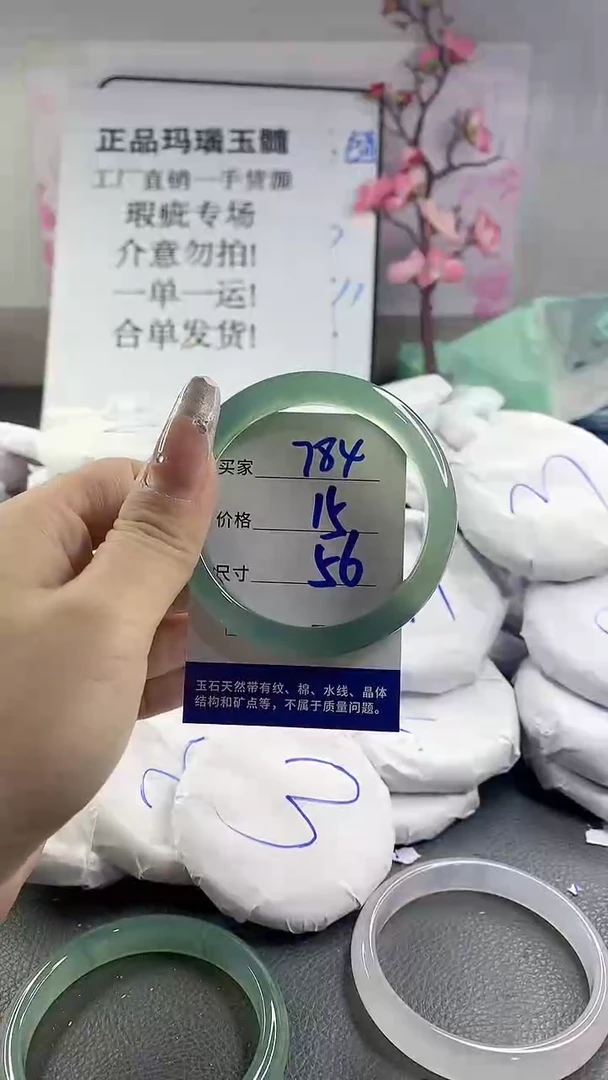 正品玛瑙玉髓
工厂直销一手货源
瑕疵专场
介意勿拍!
一单一运!
合单发货!
买家 784
价格 15
尺寸 56
玉石天然带有纹、棉、水线、晶体
结构和矿点等，不属于质量问题。
3